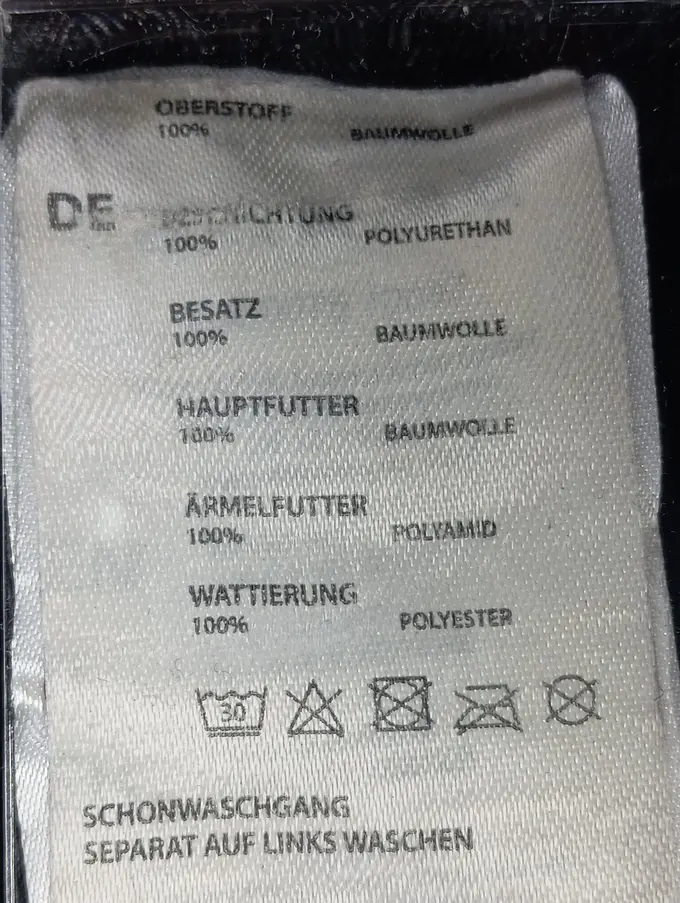 OBERSTOFF
100% BAUMWOLLE
DE BESCHICHTUNG
100% POLYURETHAN
BESATZ
100% BAUMWOLLE
HAUPTFUTTER
100% BAUMWOLLE
ÄRMELFUTTER
100% POLYAMID
WATTIERUNG
100% POLYESTER
30
SCHONWASCHGANG
SEPARAT AUF LINKS WASCHEN